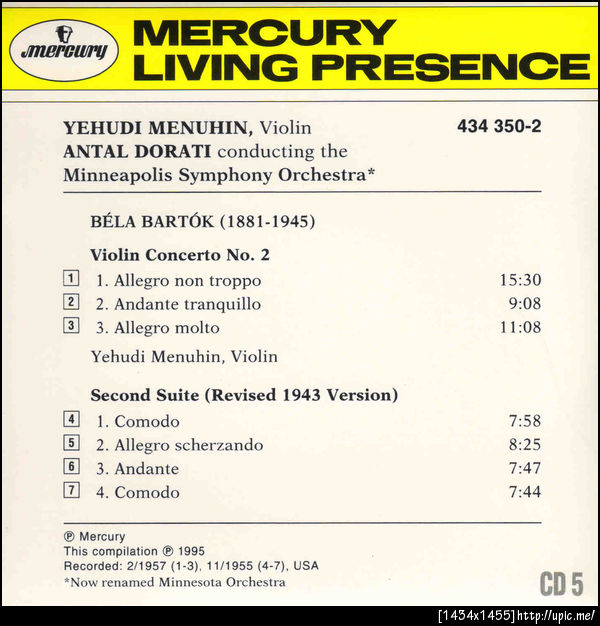 mercury
MERCURY
LIVING PRESENCE
YEHUDI MENUHIN, Violin 434 350-2
ANTAL DORATI conducting the
Minneapolis Symphony Orchestra*
BÉLA BARTÓK (1881-1945)
Violin Concerto No. 2
1 1. Allegro non troppo 15:30
2 2. Andante tranquillo 9:08
3 3. Allegro molto 11:08
Yehudi Menuhin, Violin
Second Suite (Revised 1943 Version)
4 1. Comodo 7:58
5 2. Allegro scherzando 8:25
6 3. Andante 7:47
7 4. Comodo 7:44
℗ Mercury
This compilation ℗ 1995
Recorded: 2/1957 (1-3), 11/1955 (4-7), USA
*Now renamed Minnesota Orchestra
CD 5
[1434x1455]http://upic.me/